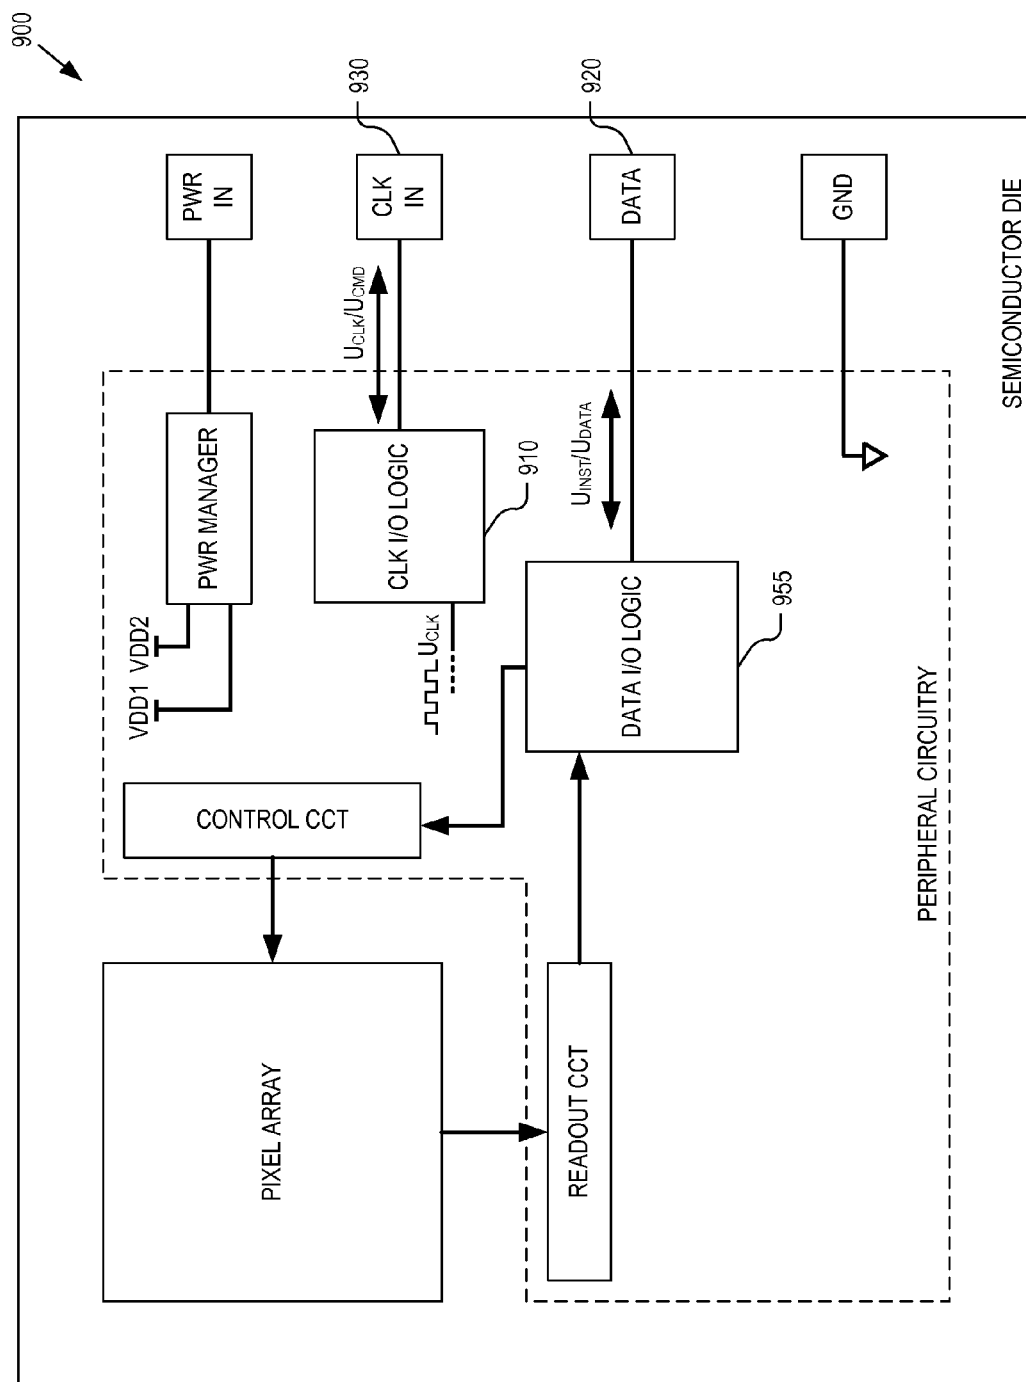 900
PWR
IN
930
CLK
IN
920
DATA
GND
SEMICONDUCTOR DIE
UCLK/UCMD
UINST/UDATA
PWR MANAGER
VDD1 VDD2
CLK I/O LOGIC
910
UCLK
DATA I/O LOGIC
955
CONTROL CCT
PERIPHERAL CIRCUITRY
PIXEL ARRAY
READOUT CCT